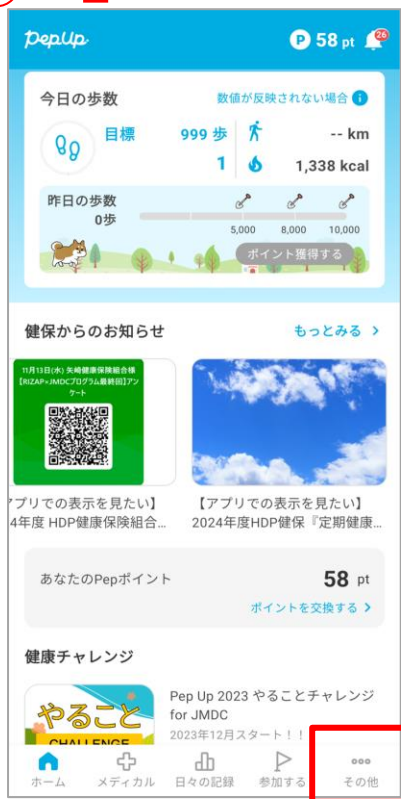 PepUp
P 58 pt 26
今日の歩数 数値が反映されない場合 i
目標 999 歩 -- km
1 1,338 kcal
昨日の歩数
0歩
5,000 8,000 10,000
ポイント獲得する
健保からのお知らせ もっとみる >
11月13日(水) 矢崎健康保険組合様
【RIZAP×JMDCプログラム最終回】アン
ケート
アプリでの表示を見たい】
4年度 HDP健康保険組合...
【アプリでの表示を見たい】
2024年度HDP健保『定期健康...
あなたのPepポイント 58 pt
ポイントを交換する >
健康チャレンジ
やること
CHALLENGE
Pep Up 2023 やることチャレンジ
for JMDC
2023年12月スタート！！
ホーム メディカル 日々の記録 参加する その他